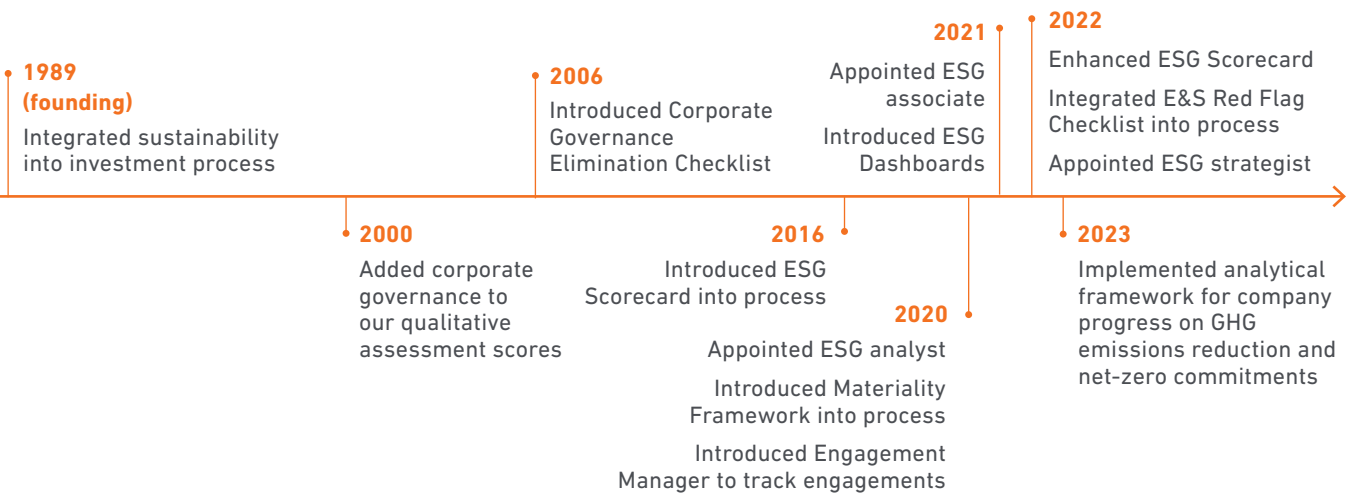 1989
(founding)
Integrated sustainability
into investment process
2000
Added corporate
governance to
our qualitative
assessment scores
2006
Introduced Corporate
Governance
Elimination Checklist
2016
Introduced ESG
Scorecard into process
2020
Appointed ESG analyst
Introduced Materiality
Framework into process
Introduced Engagement
Manager to track engagements
2021
Appointed ESG
associate
Introduced ESG
Dashboards
2022
Enhanced ESG Scorecard
Integrated E&S Red Flag
Checklist into process
Appointed ESG strategist
2023
Implemented analytical
framework for company
progress on GHG
emissions reduction and
net-zero commitments